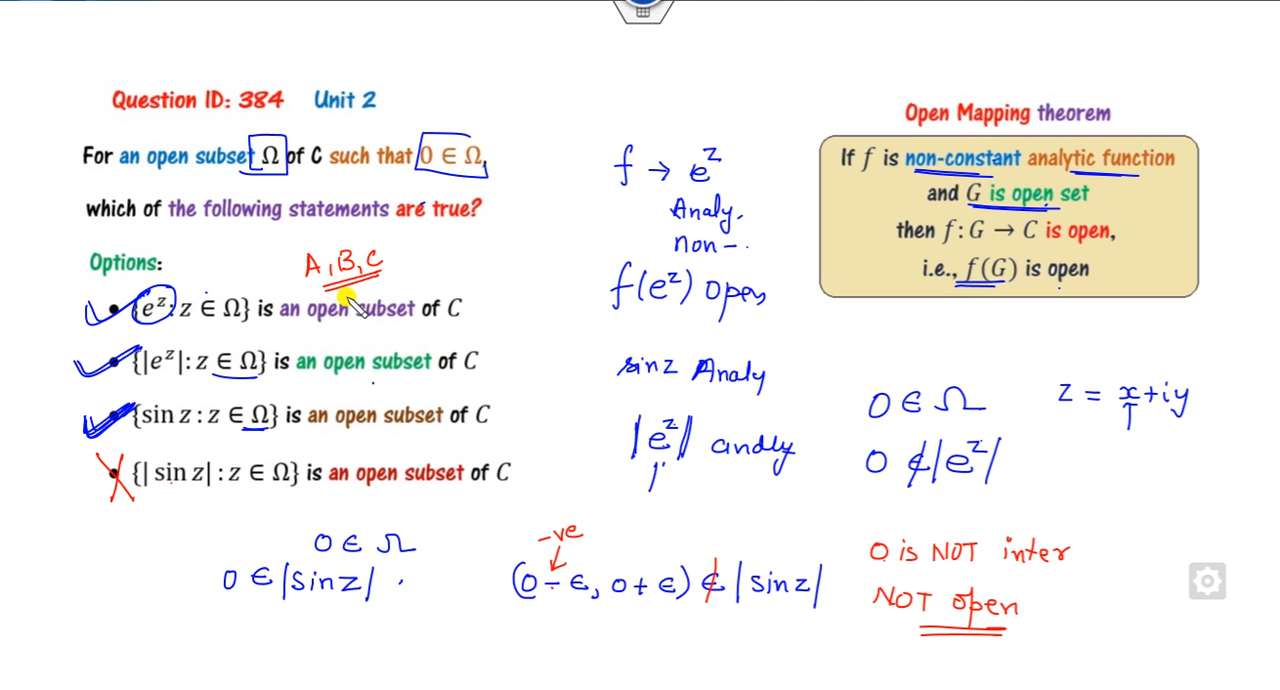 Question ID: 384 Unit 2
For an open subset Ω of C such that 0 ∈ Ω,
which of the following statements are true?
Options:
A, B, C
• {e^z : z ∈ Ω} is an open subset of C
• {|e^z| : z ∈ Ω} is an open subset of C
• {sin z : z ∈ Ω} is an open subset of C
• {| sin z| : z ∈ Ω} is an open subset of C
0 ∈ Ω
0 ∈ |sin z|
f → e^z
Analy.
non -..
f(e^z) open
sin z Analy
|e^z|
-ve
(0 - ∈, 0 + ∈) ∉ | sin z|
Open Mapping theorem
If f is non-constant analytic function
and G is open set
then f : G → C is open,
i.e., f(G) is open
0 ∈ Ω
0 ∉ |e^z|
z = x + iy
0 is NOT inter
NOT open